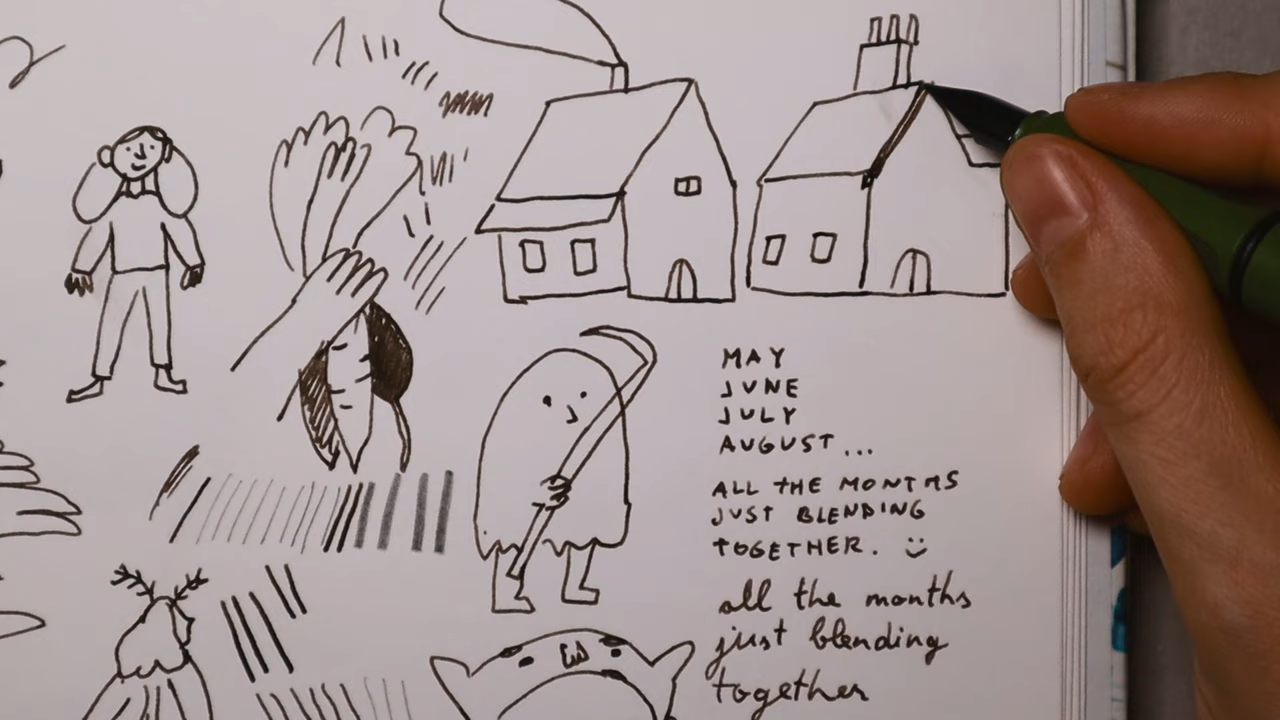 MAY
JUNE
JULY
AUGUST...
ALL THE MONTHS
JUST BLENDING
TOGETHER. :)
all the months
just blending
together